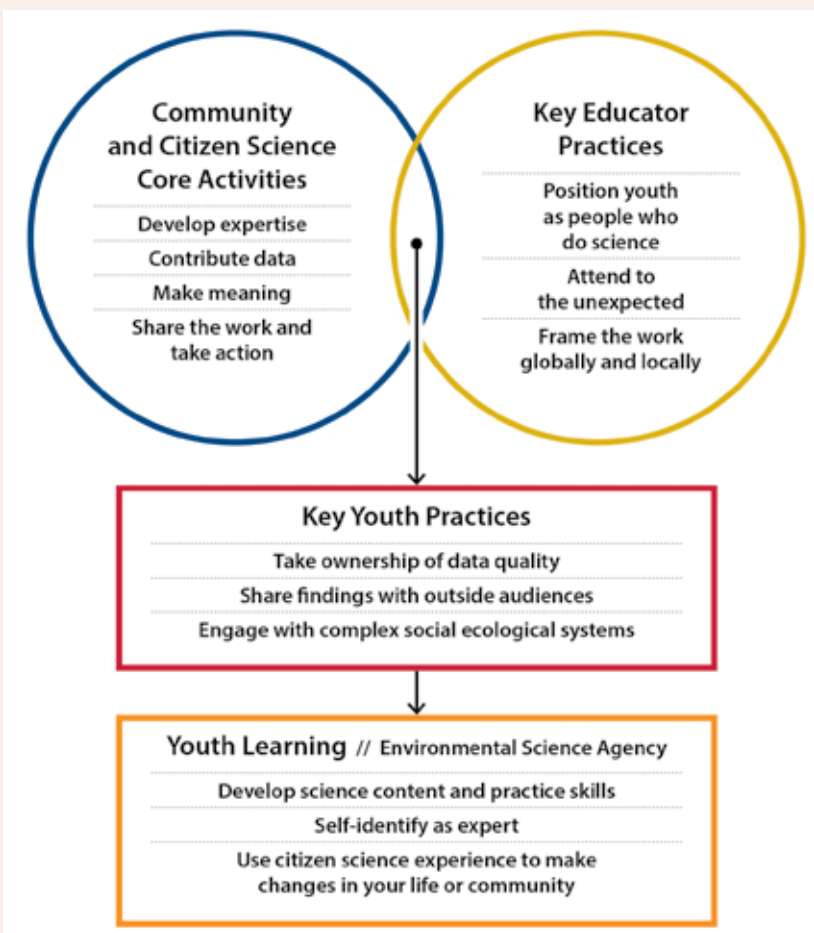 Community
and Citizen Science
Core Activities
Develop expertise
Contribute data
Make meaning
Share the work and
take action
Key Educator
Practices
Position youth
as people who
do science
Attend to
the unexpected
Frame the work
globally and locally
Key Youth Practices
Take ownership of data quality
Share findings with outside audiences
Engage with complex social ecological systems
Youth Learning // Environmental Science Agency
Develop science content and practice skills
Self-identify as expert
Use citizen science experience to make
changes in your life or community